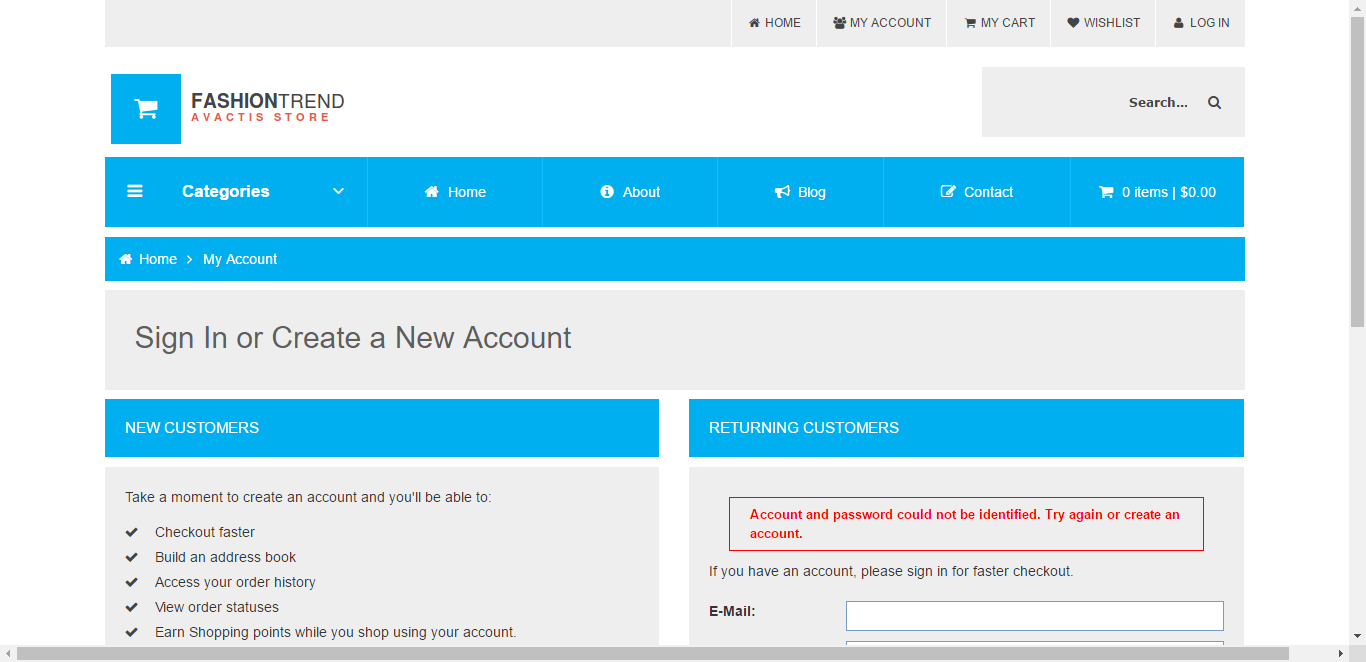 HOME
MY ACCOUNT
MY CART
WISHLIST
LOG IN
FASHIONTREND
AVACTIS STORE
Search...
Categories
Home
About
Blog
Contact
0 items | $0.00
Home
My Account
Sign In or Create a New Account
NEW CUSTOMERS
Take a moment to create an account and you'll be able to:
Checkout faster
Build an address book
Access your order history
View order statuses
Earn Shopping points while you shop using your account.
RETURNING CUSTOMERS
Account and password could not be identified. Try again or create an
account.
If you have an account, please sign in for faster checkout.
E-Mail: